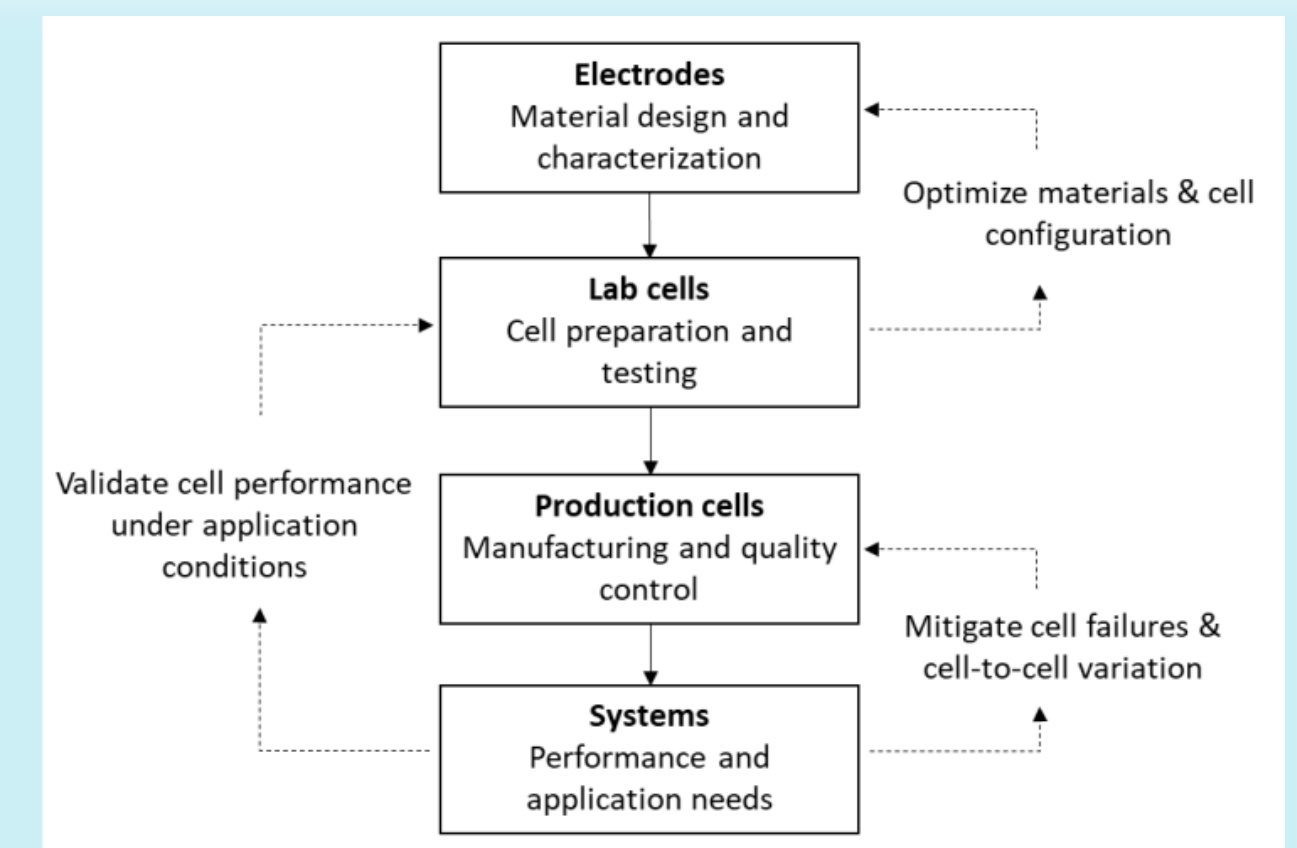 Electrodes
Material design and
characterization
Optimize materials & cell
configuration
Lab cells
Cell preparation and
testing
Validate cell performance
under application
conditions
Production cells
Manufacturing and quality
control
Mitigate cell failures &
cell-to-cell variation
Systems
Performance and
application needs